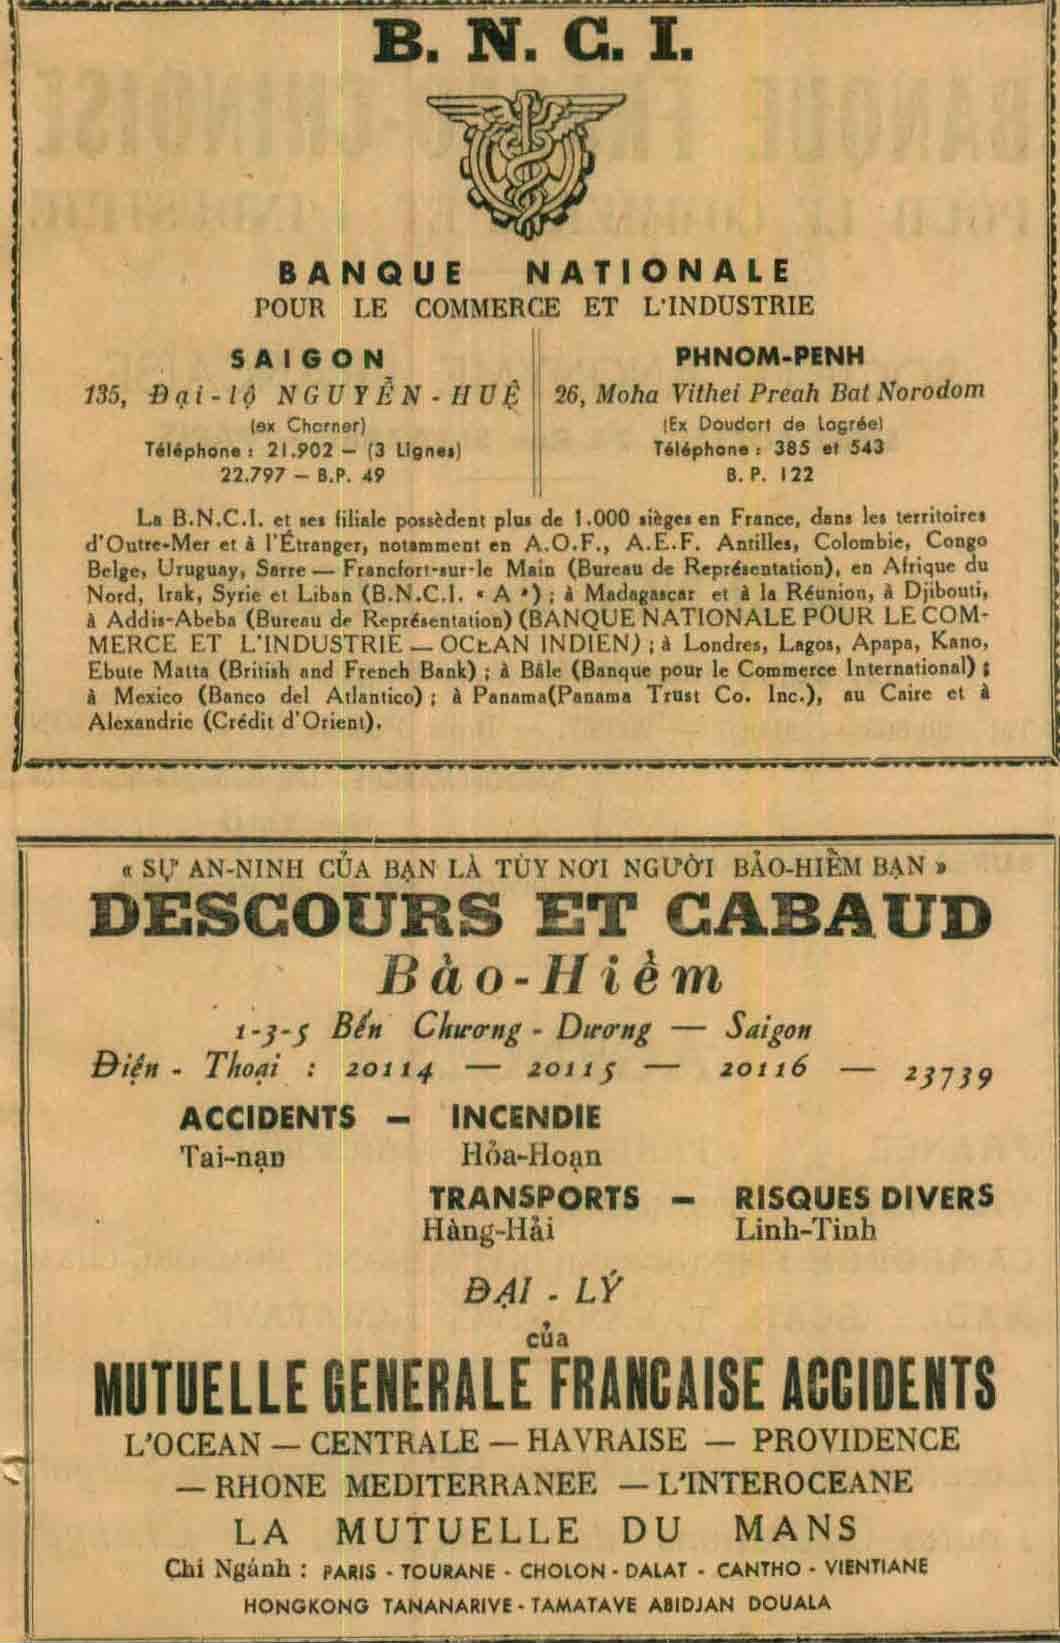 B. N. C. I.
BANQUE NATIONALE
POUR LE COMMERCE ET L'INDUSTRIE
SAIGON
135, Đại-lộ NGUYỄN-HUỆ
(ex Charner)
Téléphone : 21.902 — (3 Lignes)
22.797 — B.P. 49
PHNOM-PENH
26, Moha Vithei Preah Bat Norodom
(Ex Doudart de Lagrée)
Téléphone : 385 et 543
B. P. 122
La B.N.C.I. et ses filiale possèdent plus de 1.000 sièges en France, dans les territoires
d'Outre-Mer et à l'Étranger, notamment en A.O.F., A.E.F. Antilles, Colombie, Congo
Belge, Uruguay, Sarre — Francfort-sur-le Main (Bureau de Représentation), en Afrique du
Nord, Irak, Syrie et Liban (B.N.C.I. « A ») ; à Madagascar et à la Réunion, à Djibouti,
à Addis-Abeba (Bureau de Représentation) (BANQUE NATIONALE POUR LE COM-
MERCE ET L'INDUSTRIE — OCEAN INDIEN) ; à Londres, Lagos, Apapa, Kano,
Ebute Matta (British and French Bank) ; à Bâle (Banque pour le Commerce International) ;
à Mexico (Banco del Atlantico) ; à Panama(Panama Trust Co. Inc.), au Caire et à
Alexandrie (Crédit d'Orient).
« SỰ AN-NINH CỦA BẠN LÀ TÙY NƠI NGƯỜI BẢO-HIỂM BẠN »
DESCOURS ET CABAUD
Bảo-Hiểm
1-3-5 Bến Chương-Dương — Saigon
Điện - Thoại : 20114 — 20115 — 20116 — 23739
ACCIDENTS — INCENDIE
Tai-nạn Hỏa-Hoạn
TRANSPORTS — RISQUES DIVERS
Hàng-Hải Linh-Tinh
ĐẠI - LÝ
của
MUTUELLE GENERALE FRANCAISE ACCIDENTS
L'OCEAN — CENTRALE — HAVRAISE — PROVIDENCE
— RHONE MEDITERRANEE — L'INTEROCEANE
LA MUTUELLE DU MANS
Chi Ngánh : PARIS - TOURANE - CHOLON - DALAT - CANTHO - VIENTIANE
HONGKONG TANANARIVE - TAMATAVE ABIDJAN DOUALA